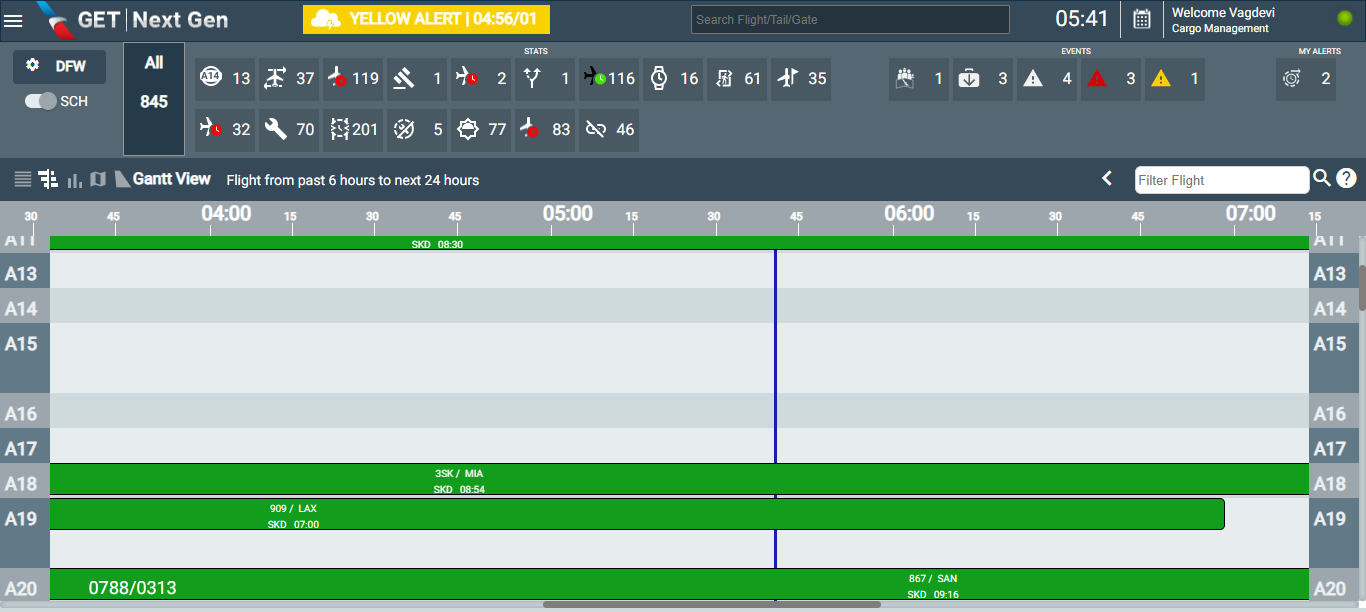 GET | Next Gen
YELLOW ALERT | 04:56/01
Search Flight/Tail/Gate
05:41
Welcome Vagdevi
Cargo Management
DFW
SCH
All
845
STATS
EVENTS
MY ALERTS
A14 13 37 119 1 2 1 116 16 61 35 1 3 4 3 1 2
32 70 201 5 77 83 46
Gantt View Flight from past 6 hours to next 24 hours
Filter Flight
?
30 45 04:00 15 30 45 05:00 15 30 45 06:00 15 30 45 07:00 15
A11 SKD 08:30 A11
A13 A13
A14 A14
A15 A15
A16 A16
A17 A17
3SK / MIA
A18 SKD 08:54 A18
909 / LAX
A19 SKD 07:00 A19
867 / SAN
A20 0788/0313 SKD 09:16 A20